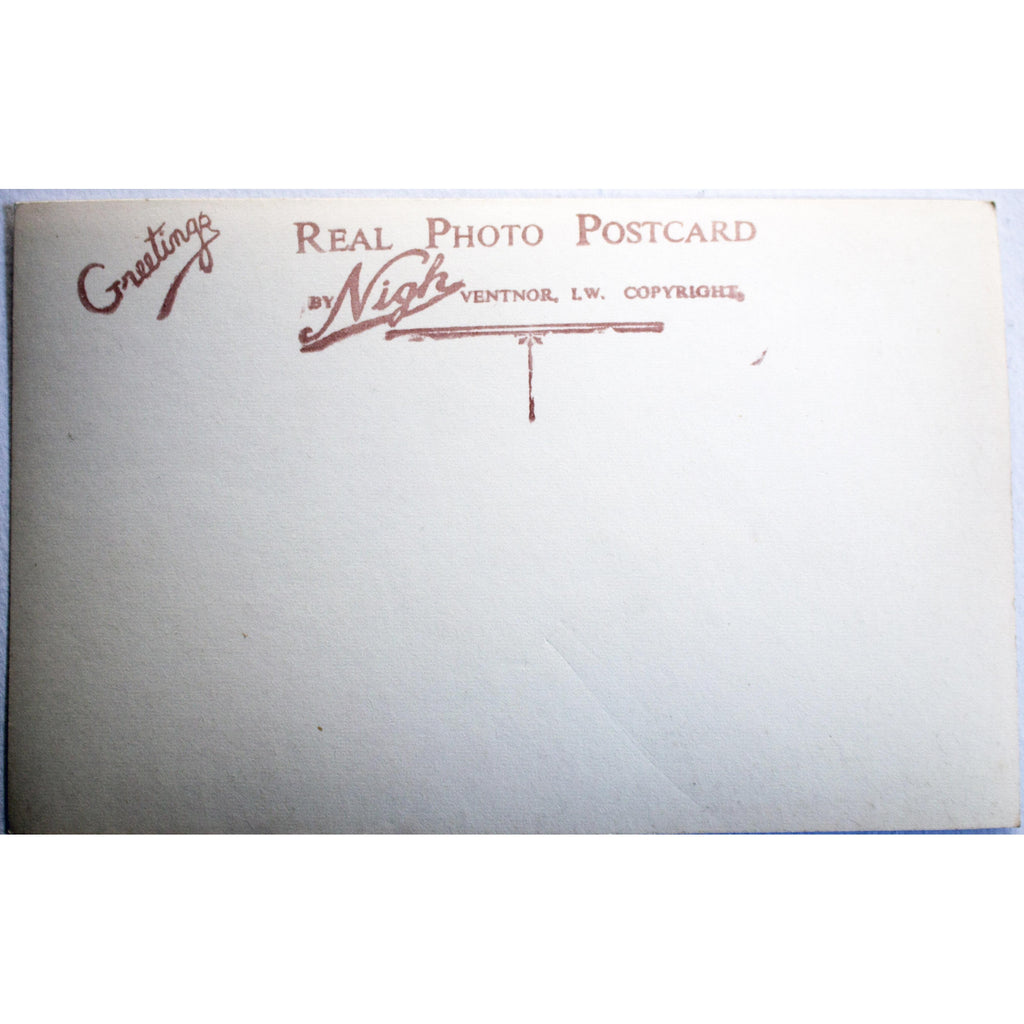 Greetings
REAL PHOTO POSTCARD
BY Nigh VENTNOR, I.W. COPYRIGHT.